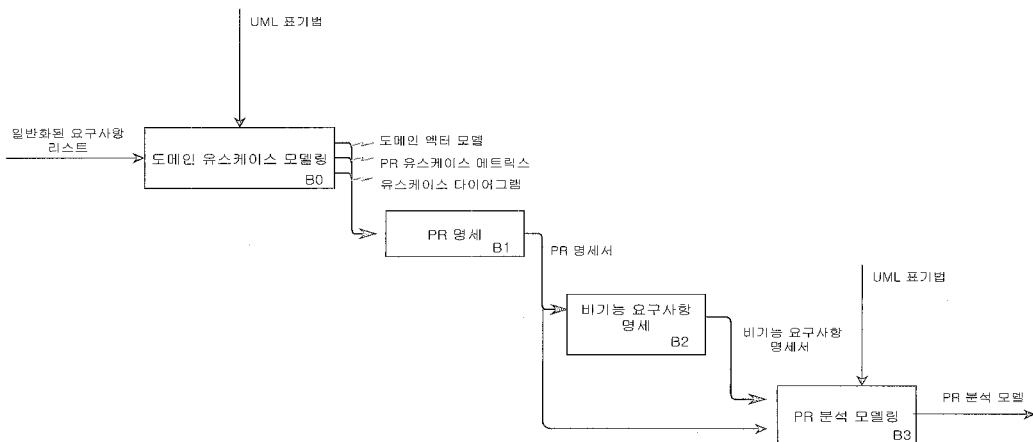 UML 표기법
일반화된 요구사항
리스트
도메인 유스케이스 모델링
B0
도메인 액터 모델
PR 유스케이스 메트릭스
유스케이스 다이어그램
PR 명세
B1
PR 명세서
UML 표기법
비기능 요구사항
명세
B2
비기능 요구사항
명세서
PR 분석 모델링
B3
PR 분석 모델